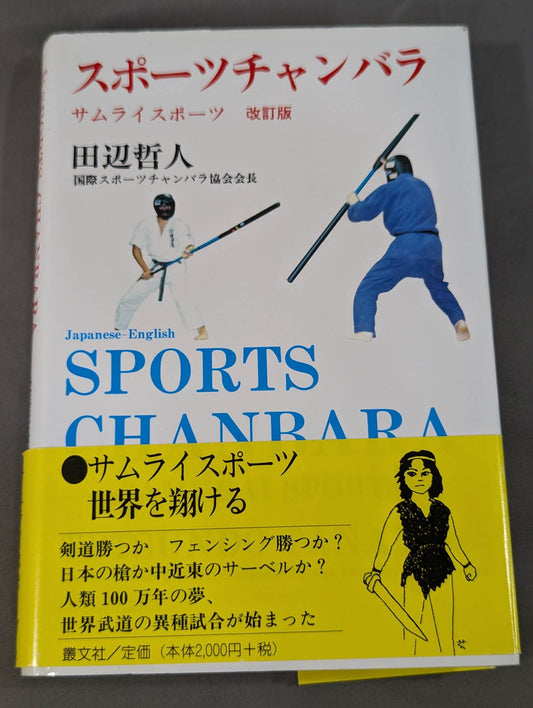 スポーツチャンバラ
サムライスポーツ 改訂版
田辺哲人
国際スポーツチャンバラ協会会長
Japanese-English
SPORTS
CHANBARA
●サムライスポーツ
世界を翔ける
剣道勝つか フェンシング勝つか?
日本の槍か中近東のサーベルか?
人類100万年の夢、
世界武道の異種試合が始まった
叢文社/定価(本体2,000円+税)